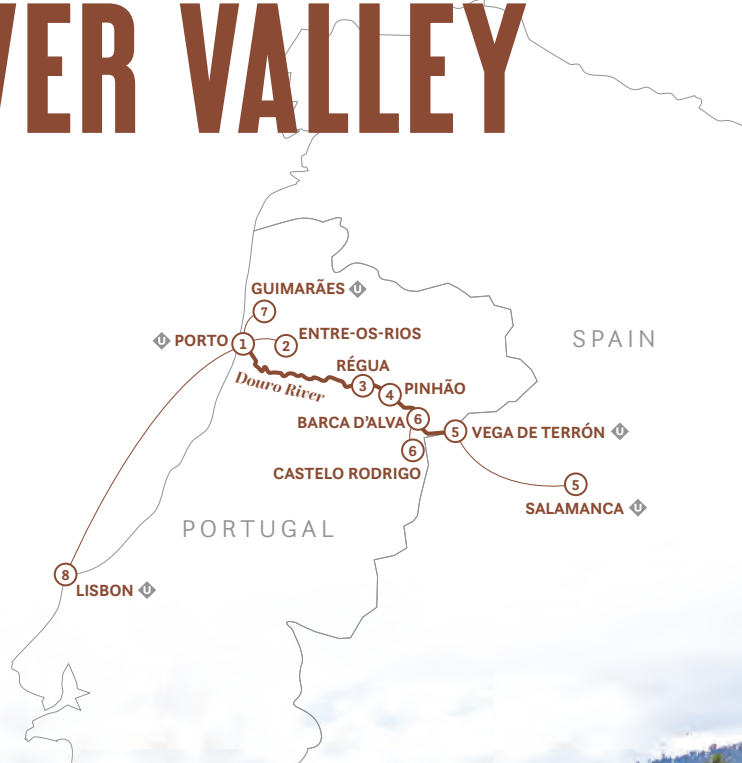 VER VALLEY
GUIMARÃES U
7
U PORTO 1
2 ENTRE-OS-RIOS
SPAIN
RÉGUA
3
Douro River
4 PINHÃO
BARCA D'ALVA 6
5 VEGA DE TERRÓN U
6
CASTELO RODRIGO
5
SALAMANCA U
PORTUGAL
8
LISBON U